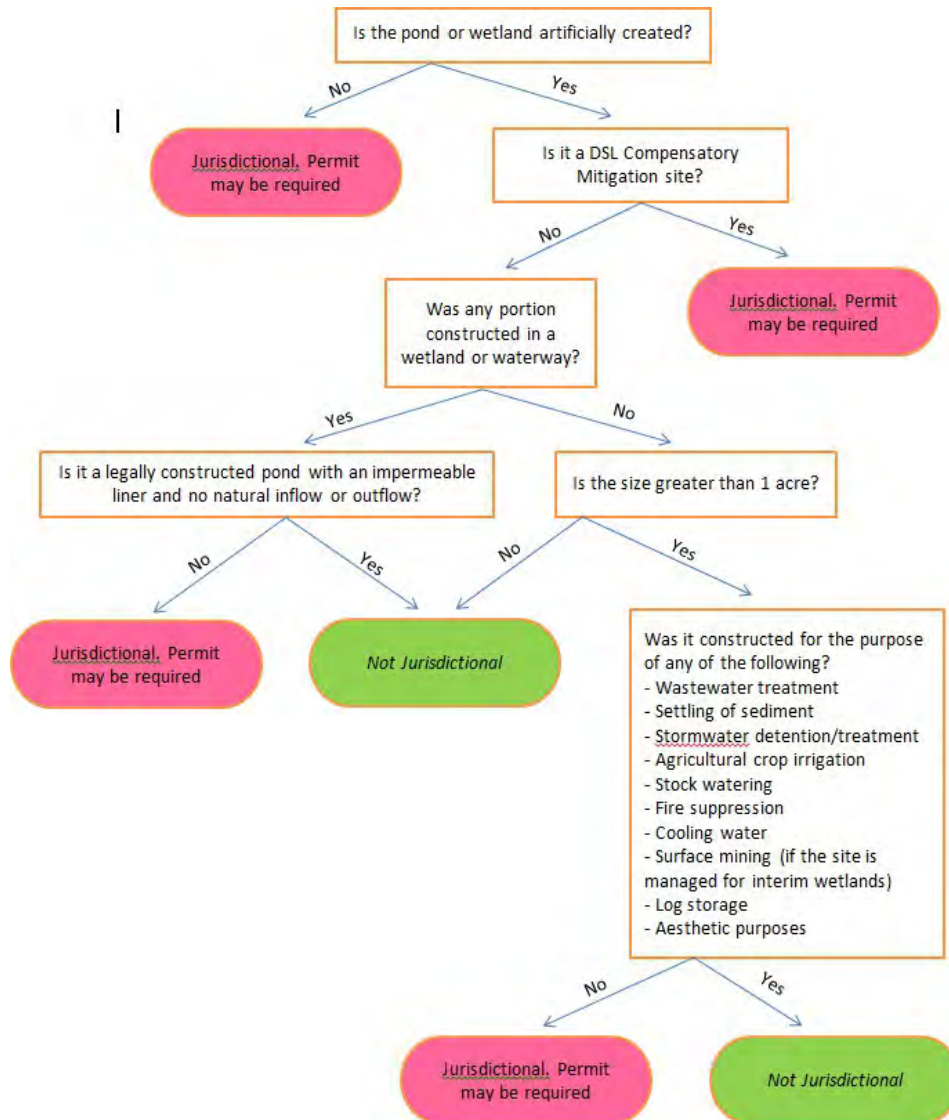 Is the pond or wetland artificially created?
No
Yes
Jurisdictional. Permit
may be required
Is it a DSL Compensatory
Mitigation site?
No
Yes
Was any portion
constructed in a
wetland or waterway?
Jurisdictional. Permit
may be required
Yes
No
Is it a legally constructed pond with an impermeable
liner and no natural inflow or outflow?
Is the size greater than 1 acre?
No
Yes
No
Yes
Jurisdictional. Permit
may be required
Not Jurisdictional
Was it constructed for the purpose
of any of the following?
- Wastewater treatment
- Settling of sediment
- Stormwater detention/treatment
- Agricultural crop irrigation
- Stock watering
- Fire suppression
- Cooling water
- Surface mining (if the site is
managed for interim wetlands)
- Log storage
- Aesthetic purposes
No
Yes
Jurisdictional. Permit
may be required
Not Jurisdictional